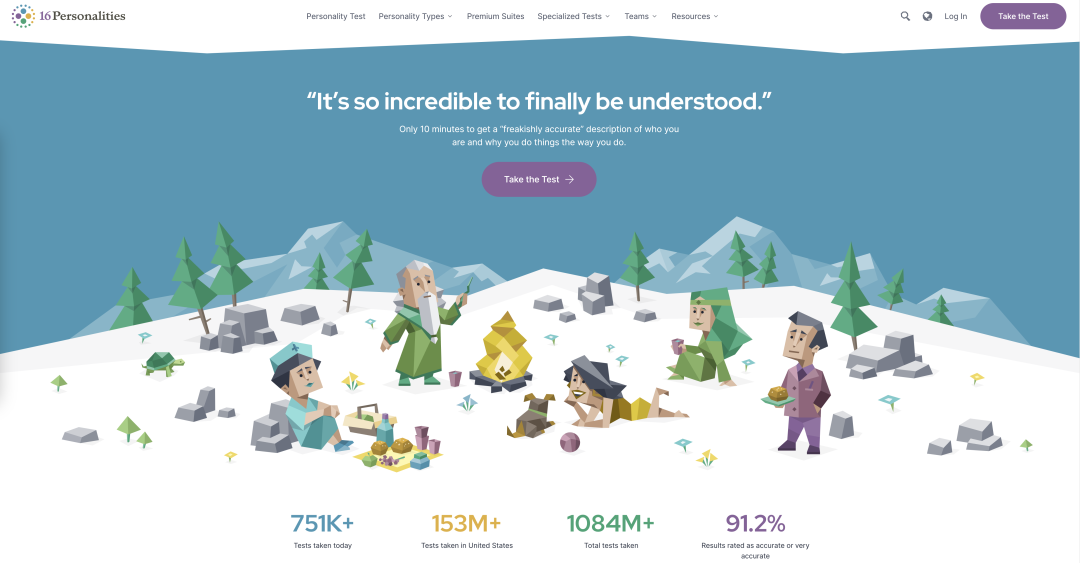 16Personalities
Personality Test
Personality Types
Premium Suites
Specialized Tests
Teams
Resources
Log In
Take the Test
“It’s so incredible to finally be understood.”
Only 10 minutes to get a “freakishly accurate” description of who you
are and why you do things the way you do.
Take the Test →
751K+
Tests taken today
153M+
Tests taken in United States
1084M+
Total tests taken
91.2%
Results rated as accurate or very
accurate